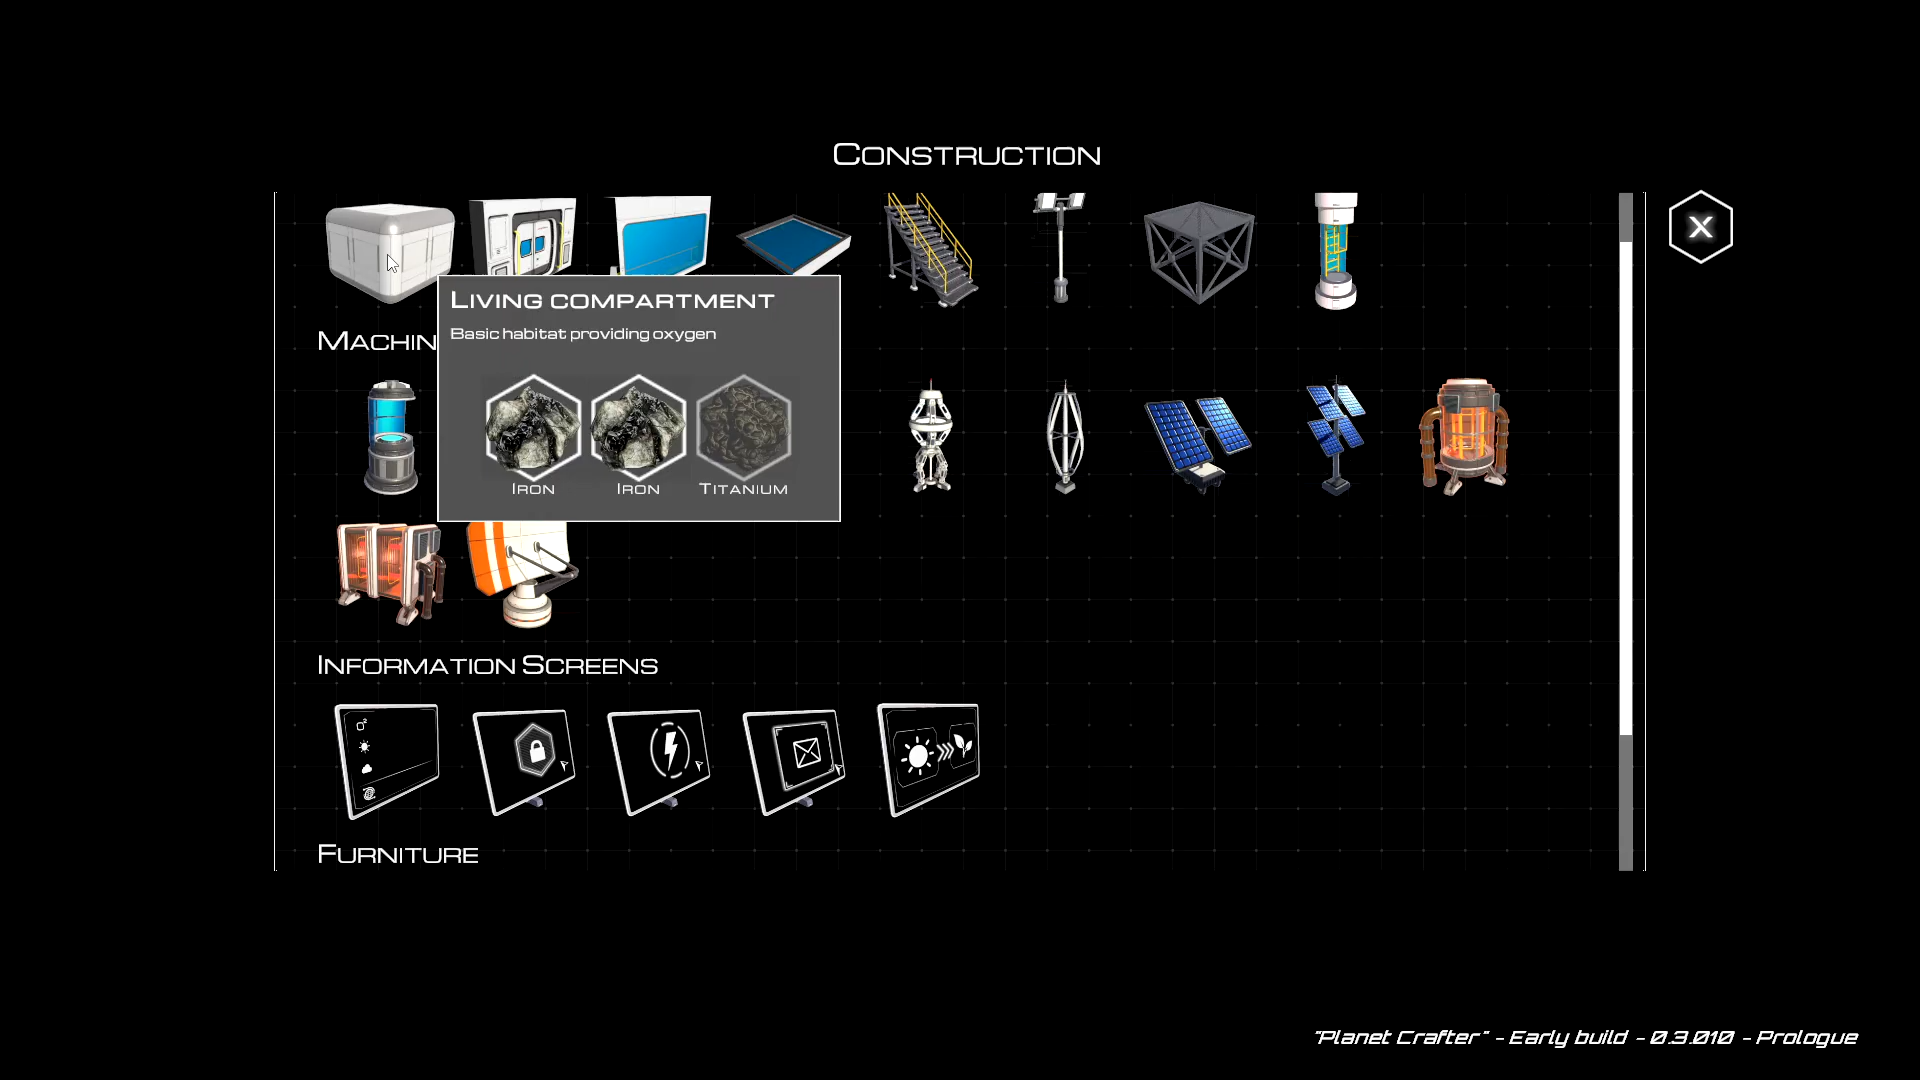 Construction
X
Living compartment
Basic habitat providing oxygen
Machin
Iron Iron Titanium
Information Screens
Furniture
"Planet Crafter" - Early build - 0.3.010 - Prologue